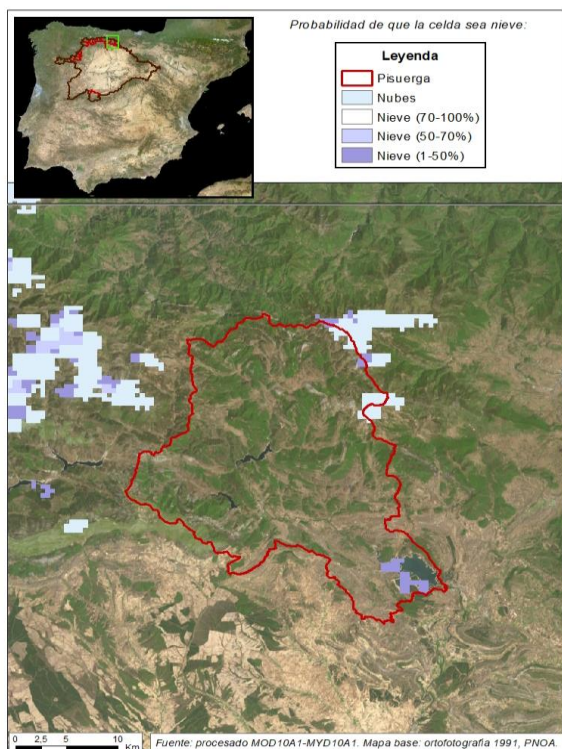 Probabilidad de que la celda sea nieve:
Leyenda
Pisuerga
Nubes
Nieve (70-100%)
Nieve (50-70%)
Nieve (1-50%)
0 2,5 5 10
Km
Fuente: procesado MOD10A1-MYD10A1. Mapa base: ortofotografía 1991, PNOA.